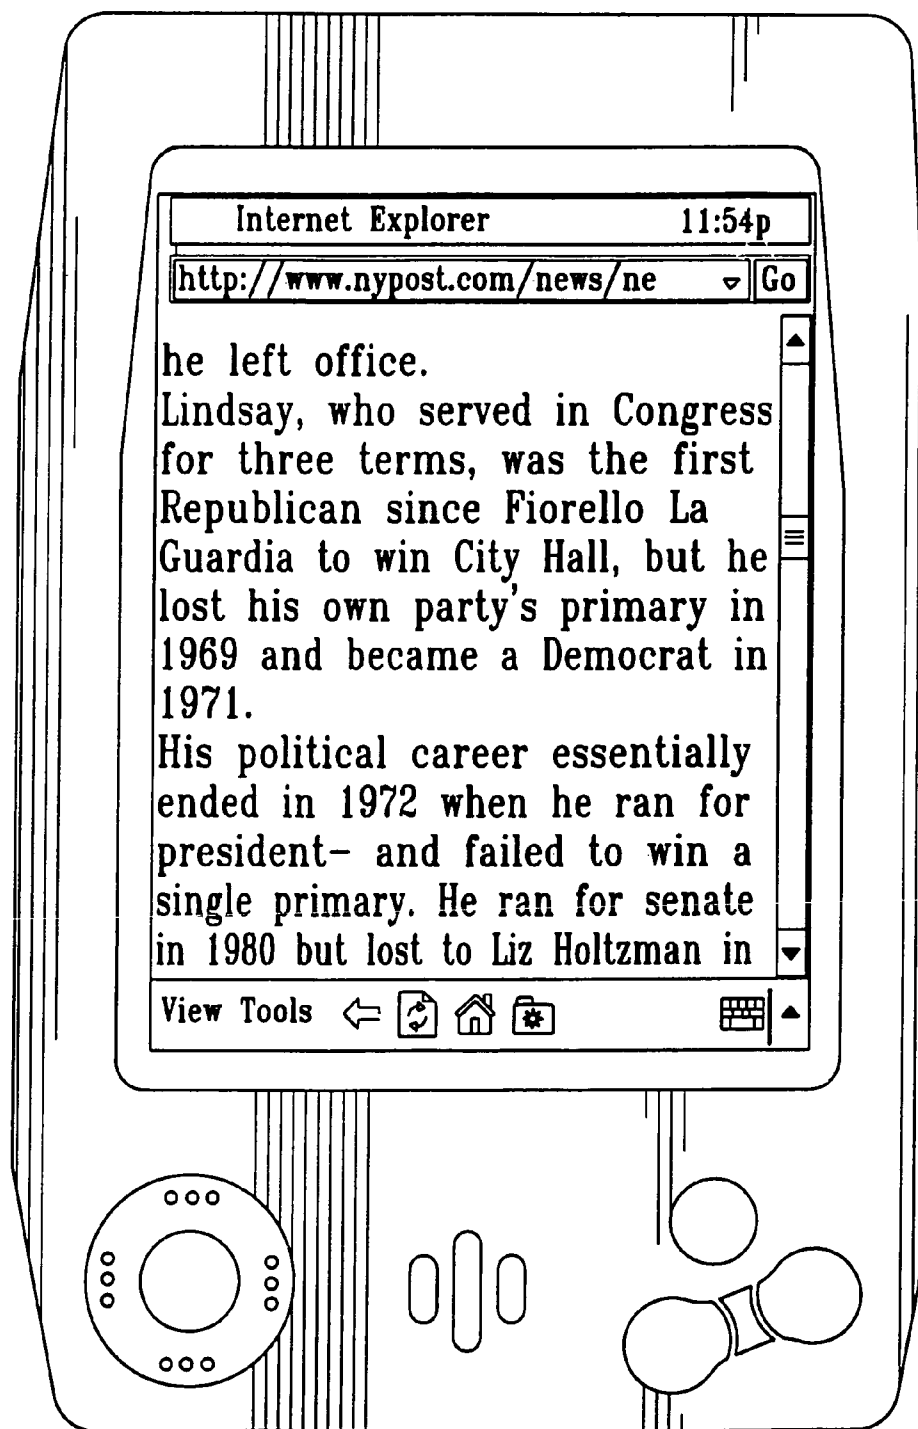 Internet Explorer 11:54p
http://www.nypost.com/news/ne Go
he left office.
Lindsay, who served in Congress
for three terms, was the first
Republican since Fiorello La
Guardia to win City Hall, but he
lost his own party's primary in
1969 and became a Democrat in
1971.
His political career essentially
ended in 1972 when he ran for
president- and failed to win a
single primary. He ran for senate
in 1980 but lost to Liz Holtzman in
View Tools